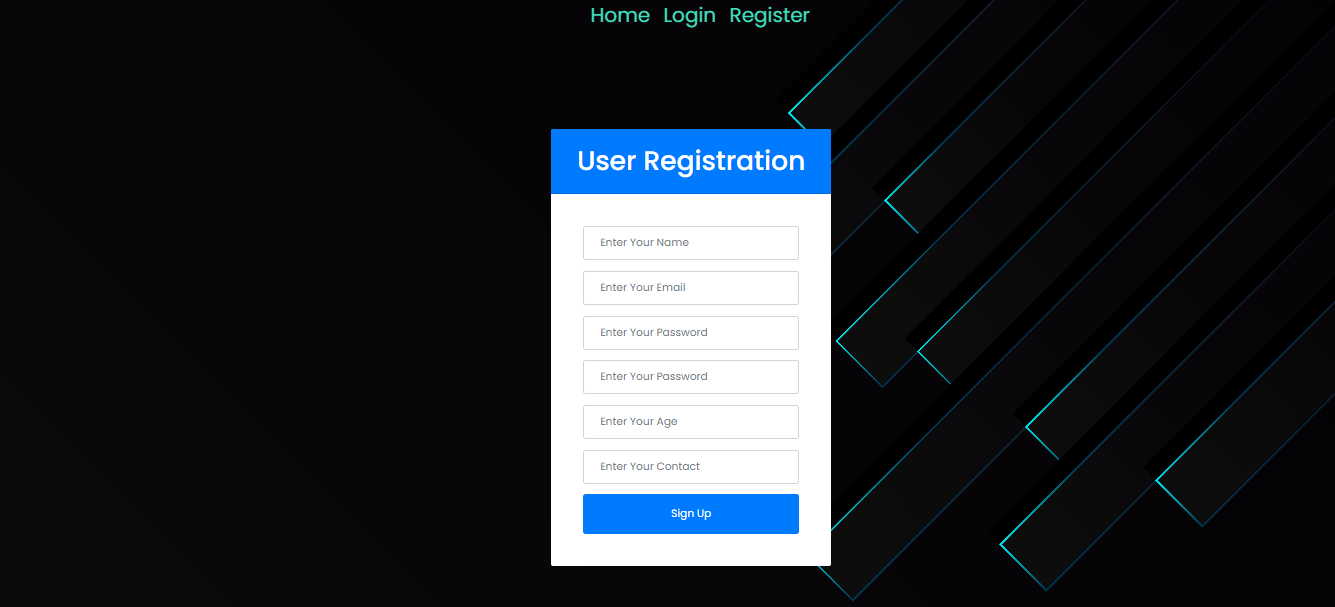 Home Login Register
User Registration
Enter Your Name
Enter Your Email
Enter Your Password
Enter Your Password
Enter Your Age
Enter Your Contact
Sign Up